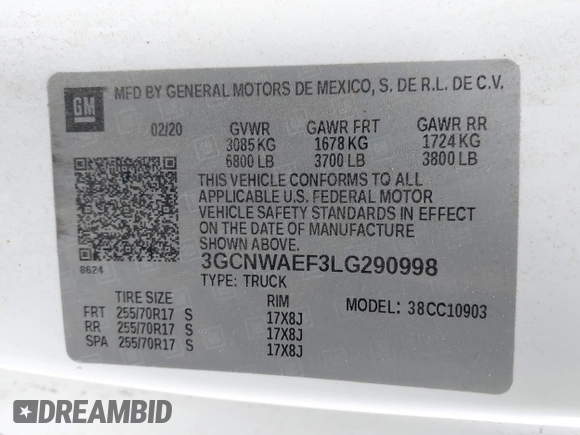 GM
MFD BY GENERAL MOTORS DE MEXICO, S. DE R.L. DE C.V.
02/20 GVWR GAWR FRT GAWR RR
3085 KG 1678 KG 1724 KG
6800 LB 3700 LB 3800 LB
THIS VEHICLE CONFORMS TO ALL
APPLICABLE U.S. FEDERAL MOTOR
VEHICLE SAFETY STANDARDS IN EFFECT
ON THE DATE OF MANUFACTURE
SHOWN ABOVE.
8624
3GCNWAEF3LG290998
TYPE: TRUCK
TIRE SIZE RIM MODEL: 38CC10903
FRT 255/70R17 S 17X8J
RR 255/70R17 S 17X8J
SPA 255/70R17 S 17X8J
DREAMBID